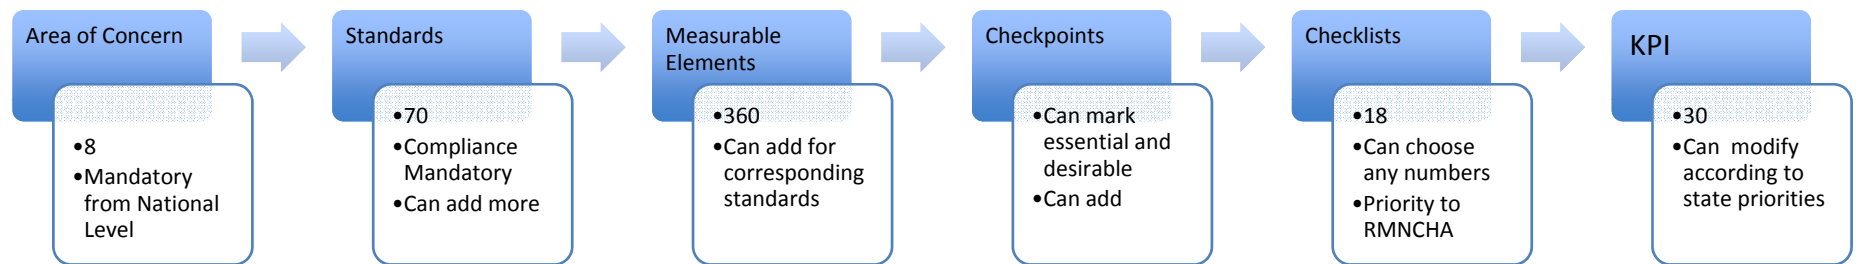 Area of Concern
•8
•Mandatory
from National
Level
Standards
•70
•Compliance
Mandatory
•Can add more
Measurable
Elements
•360
•Can add for
corresponding
standards
Checkpoints
•Can mark
essential and
desirable
•Can add
Checklists
•18
•Can choose
any numbers
•Priority to
RMNCHA
KPI
•30
•Can modify
according to
state priorities